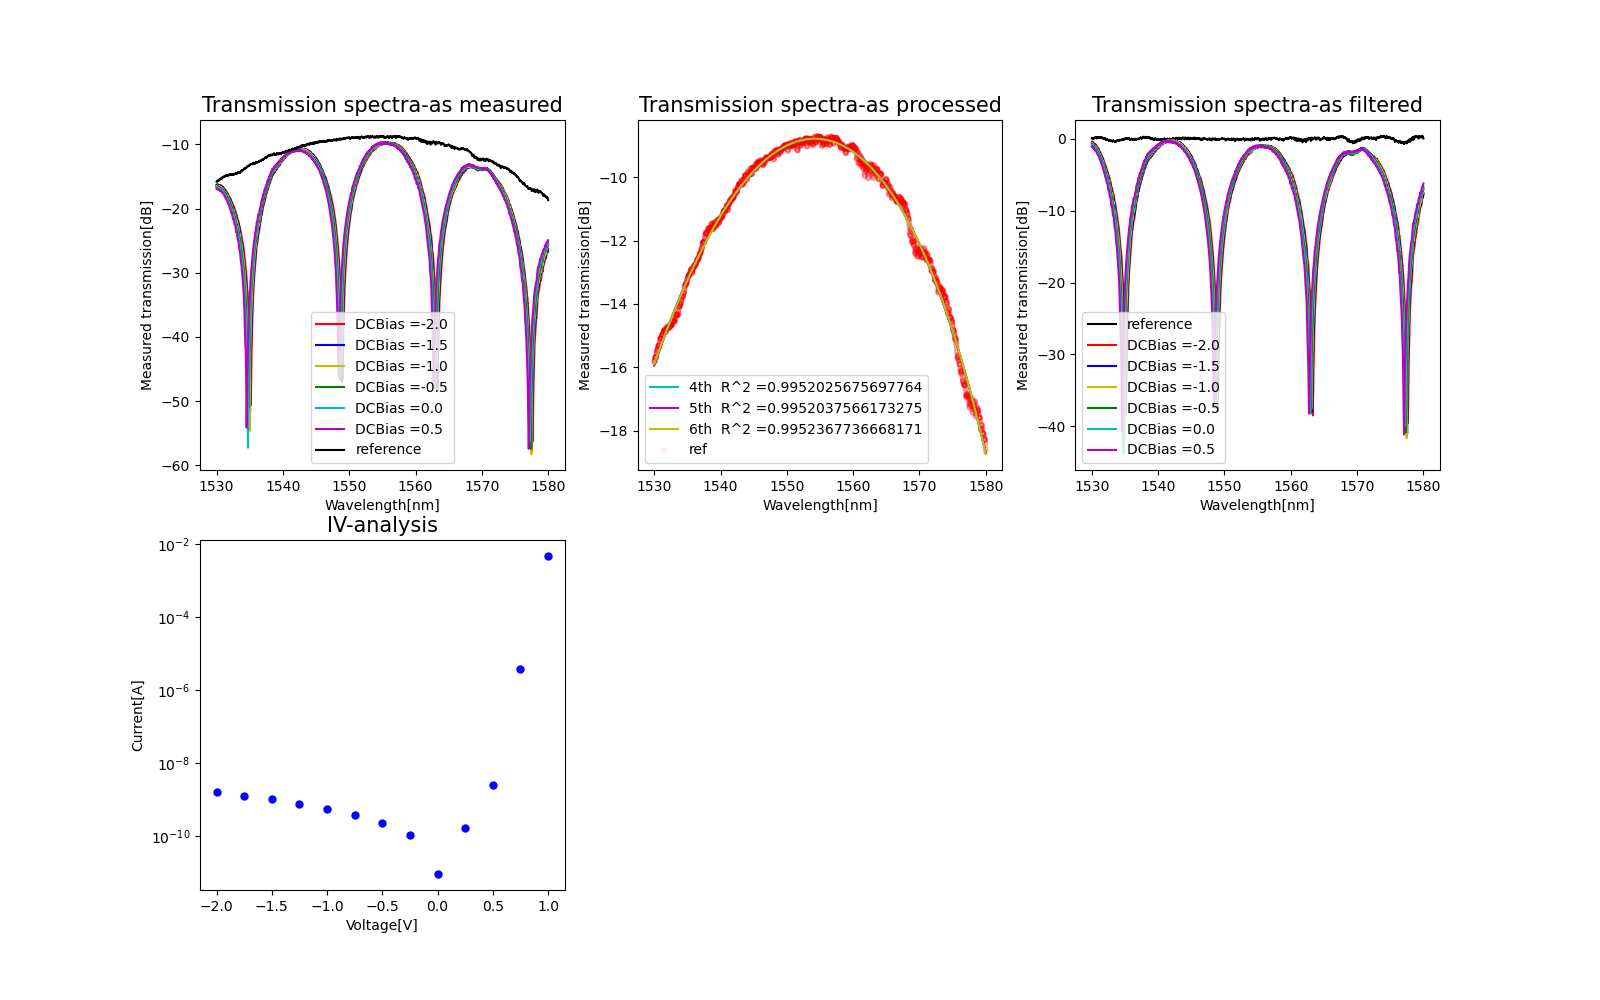 Transmission spectra-as measured
Measured transmission[dB]
−10
−20
−30
−40
−50
−60
DCBias =-2.0
DCBias =-1.5
DCBias =-1.0
DCBias =-0.5
DCBias =0.0
DCBias =0.5
reference
1530 1540 1550 1560 1570 1580
Wavelength[nm]
Transmission spectra-as processed
Measured transmission[dB]
−10
−12
−14
−16
−18
4th R^2 =0.9952025675697764
5th R^2 =0.9952037566173275
6th R^2 =0.9952367736668171
ref
1530 1540 1550 1560 1570 1580
Wavelength[nm]
Transmission spectra-as filtered
Measured transmission[dB]
0
−10
−20
−30
−40
reference
DCBias =-2.0
DCBias =-1.5
DCBias =-1.0
DCBias =-0.5
DCBias =0.0
DCBias =0.5
1530 1540 1550 1560 1570 1580
Wavelength[nm]
IV-analysis
Current[A]
10⁻²
10⁻⁴
10⁻⁶
10⁻⁸
10⁻¹⁰
−2.0 −1.5 −1.0 −0.5 0.0 0.5 1.0
Voltage[V]